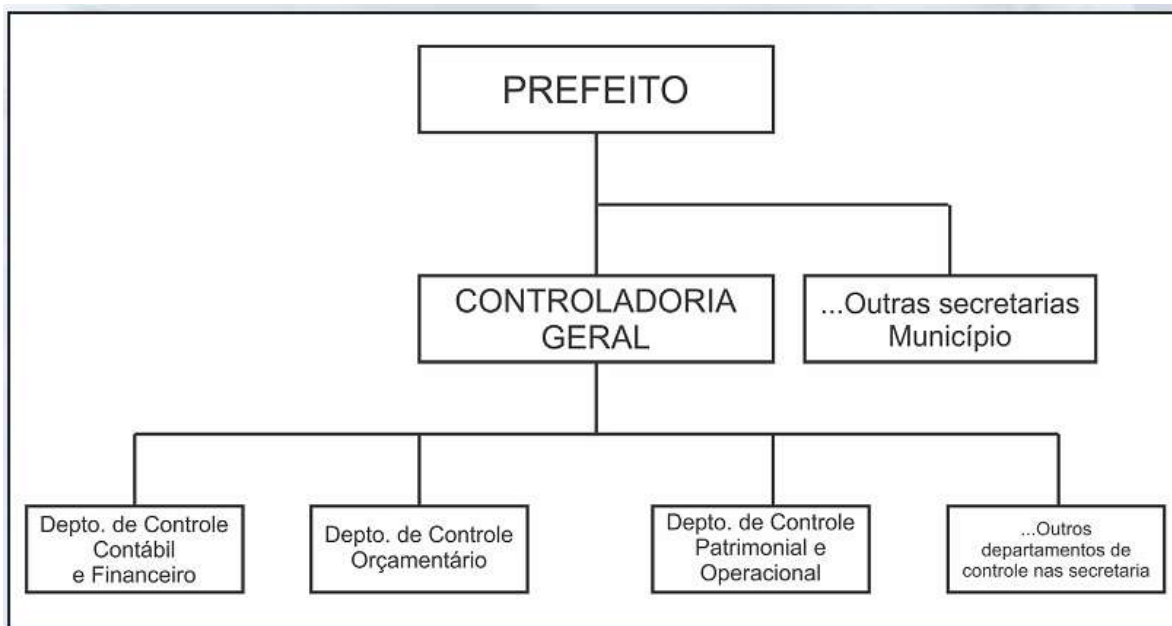 PREFEITO
CONTROLADORIA
GERAL
...Outras secretarias
Município
Depto. de Controle
Contábil
e Financeiro
Depto. de Controle
Orçamentário
Depto. de Controle
Patrimonial e
Operacional
...Outros
departamentos de
controle nas secretaria